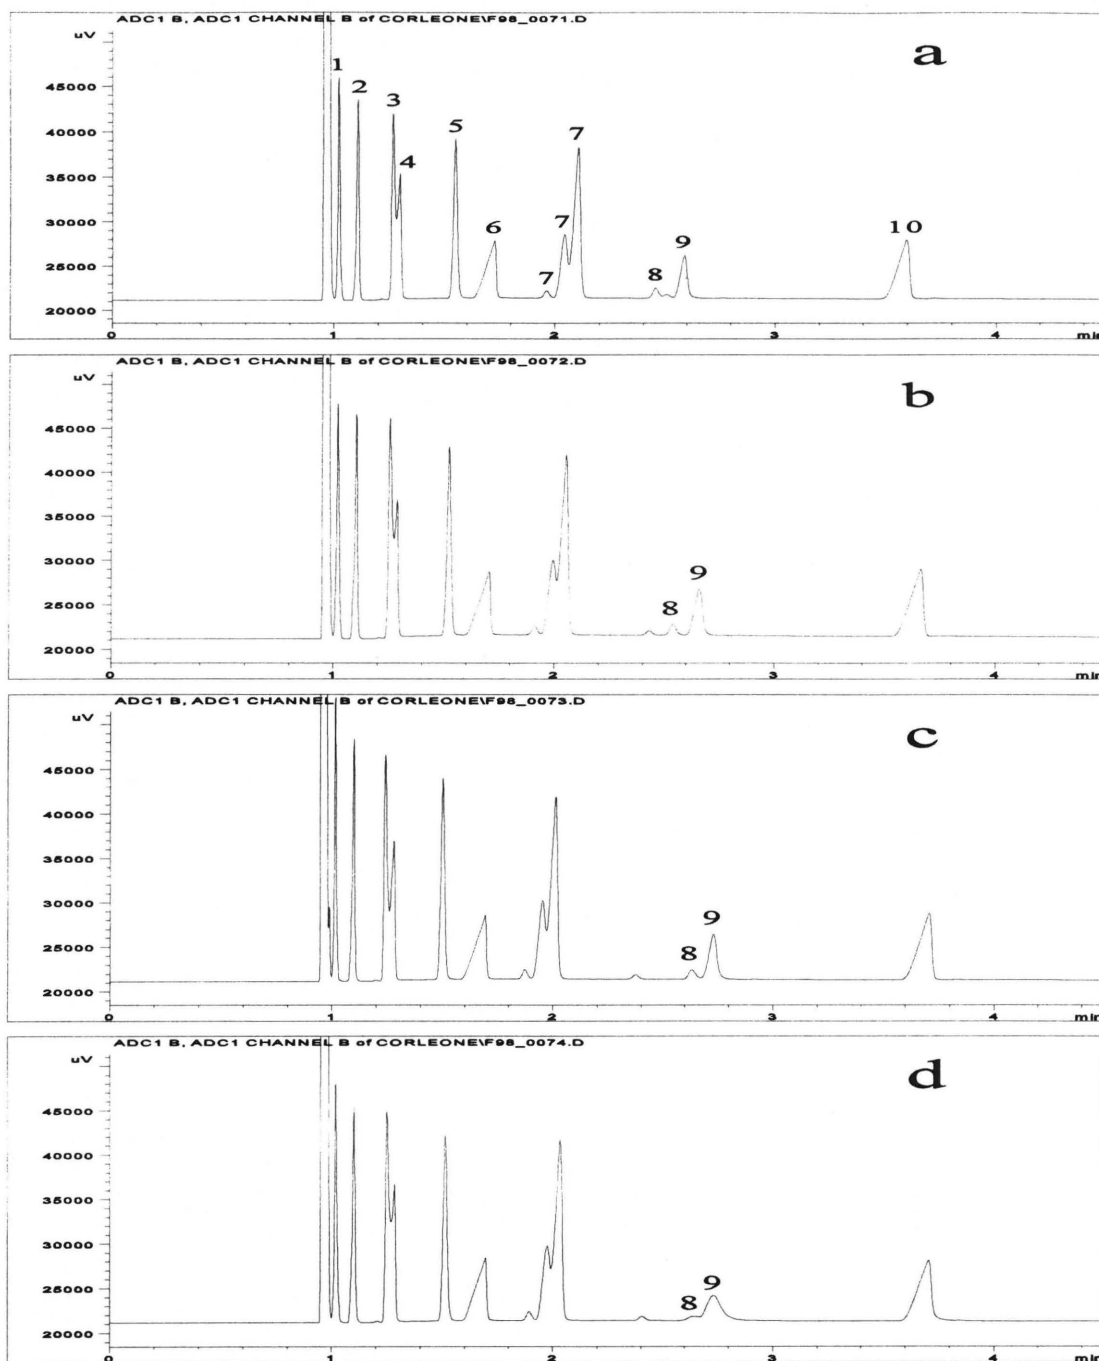 ADC1 B, ADC1 CHANNEL B of CORLEONE\F98_0071.D
uV
a
45000
40000
35000
30000
25000
20000
1
2
3
4
5
6
7
7
7
8
9
10
0 1 2 3 4 min
ADC1 B, ADC1 CHANNEL B of CORLEONE\F98_0072.D
uV
b
45000
40000
35000
30000
25000
20000
8
9
0 1 2 3 4 min
ADC1 B, ADC1 CHANNEL B of CORLEONE\F98_0073.D
uV
c
45000
40000
35000
30000
25000
20000
8
9
0 1 2 3 4 min
ADC1 B, ADC1 CHANNEL B of CORLEONE\F98_0074.D
uV
d
45000
40000
35000
30000
25000
20000
8
9
0 1 2 3 4 min